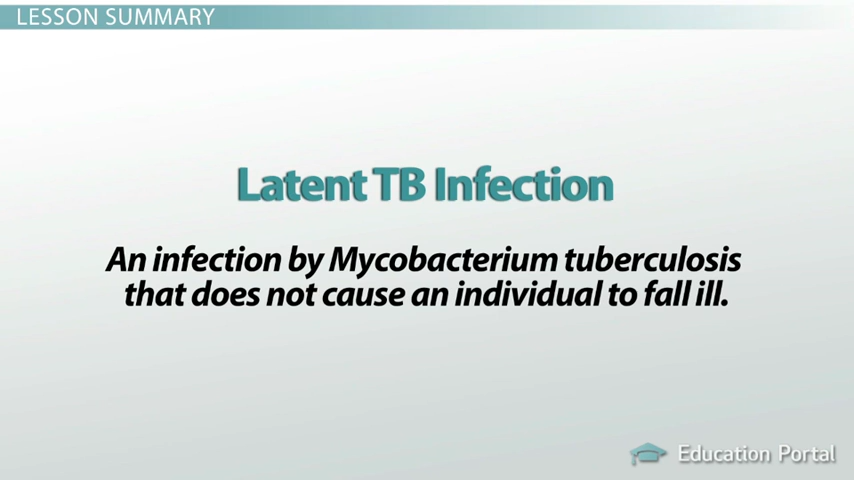 LESSON SUMMARY
Latent TB Infection
An infection by Mycobacterium tuberculosis
that does not cause an individual to fall ill.
Education Portal